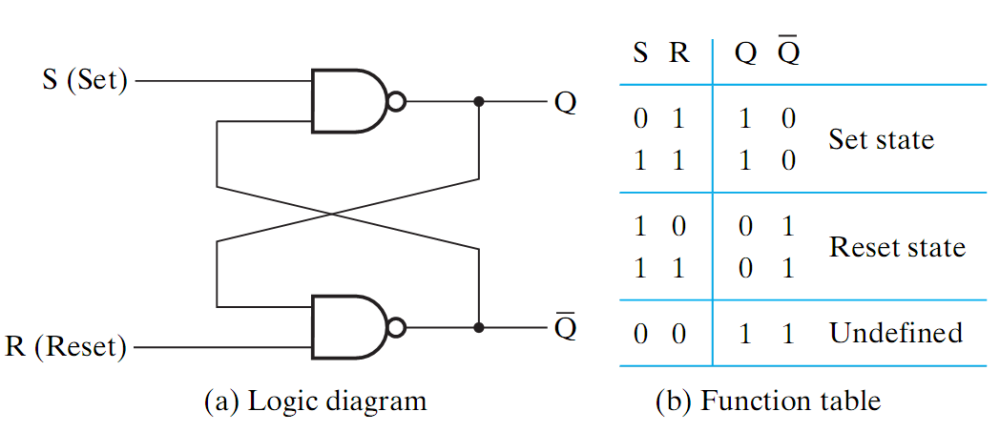 S (Set)
Q
R (Reset)
Q̅
(a) Logic diagram
S R Q Q̅
0 1 1 0
Set state
1 1 1 0
1 0 0 1
Reset state
1 1 0 1
0 0 1 1 Undefined
(b) Function table